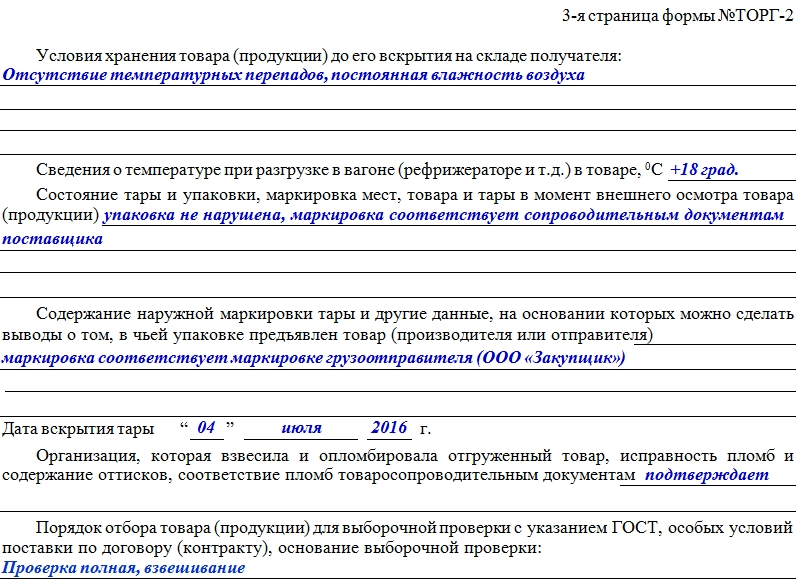 3-я страница формы №ТОРГ-2
Условия хранения товара (продукции) до его вскрытия на складе получателя:
Отсутствие температурных перепадов, постоянная влажность воздуха
Сведения о температуре при разгрузке в вагоне (рефрижераторе и т.д.) в товаре, ⁰С +18 град.
Состояние тары и упаковки, маркировка мест, товара и тары в момент внешнего осмотра товара
(продукции) упаковка не нарушена, маркировка соответствует сопроводительным документам
поставщика
Содержание наружной маркировки тары и другие данные, на основании которых можно сделать
выводы о том, в чьей упаковке предъявлен товар (производителя или отправителя)
маркировка соответствует маркировке грузоотправителя (ООО «Закупщик»)
Дата вскрытия тары “ 04 ” июля 2016 г.
Организация, которая взвесила и опломбировала отгруженный товар, исправность пломб и
содержание оттисков, соответствие пломб товаросопроводительным документам подтверждает
Порядок отбора товара (продукции) для выборочной проверки с указанием ГОСТ, особых условий
поставки по договору (контракту), основание выборочной проверки:
Проверка полная, взвешивание